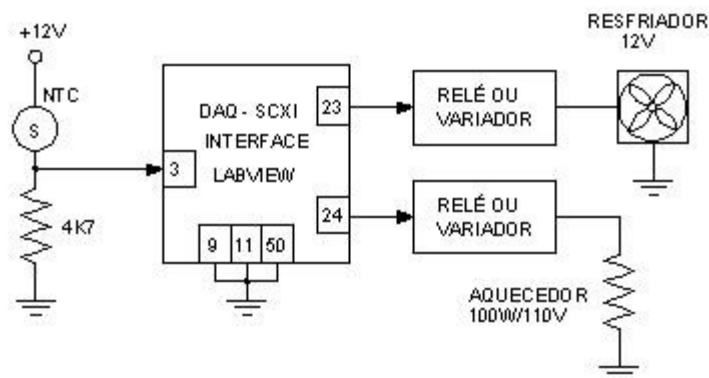 RESFRIADOR
12V
+12V
NTC
S
3
4K7
DAQ - SCXI
INTERFACE
LABVIEW
23
24
9 11 50
RELÉ OU
VARIADOR
RELÉ OU
VARIADOR
AQUECEDOR
100W/110V